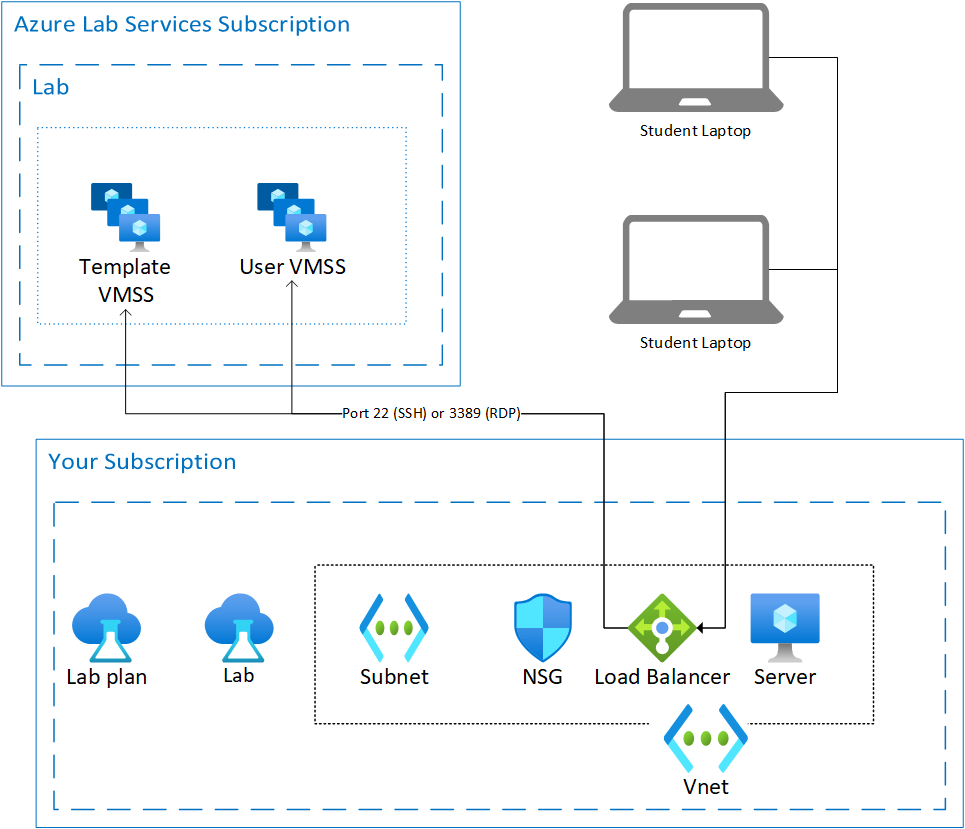 Azure Lab Services Subscription
Lab
Template
VMSS
User VMSS
Student Laptop
Student Laptop
Port 22 (SSH) or 3389 (RDP)
Your Subscription
Lab plan
Lab
Subnet
NSG
Load Balancer
Server
Vnet